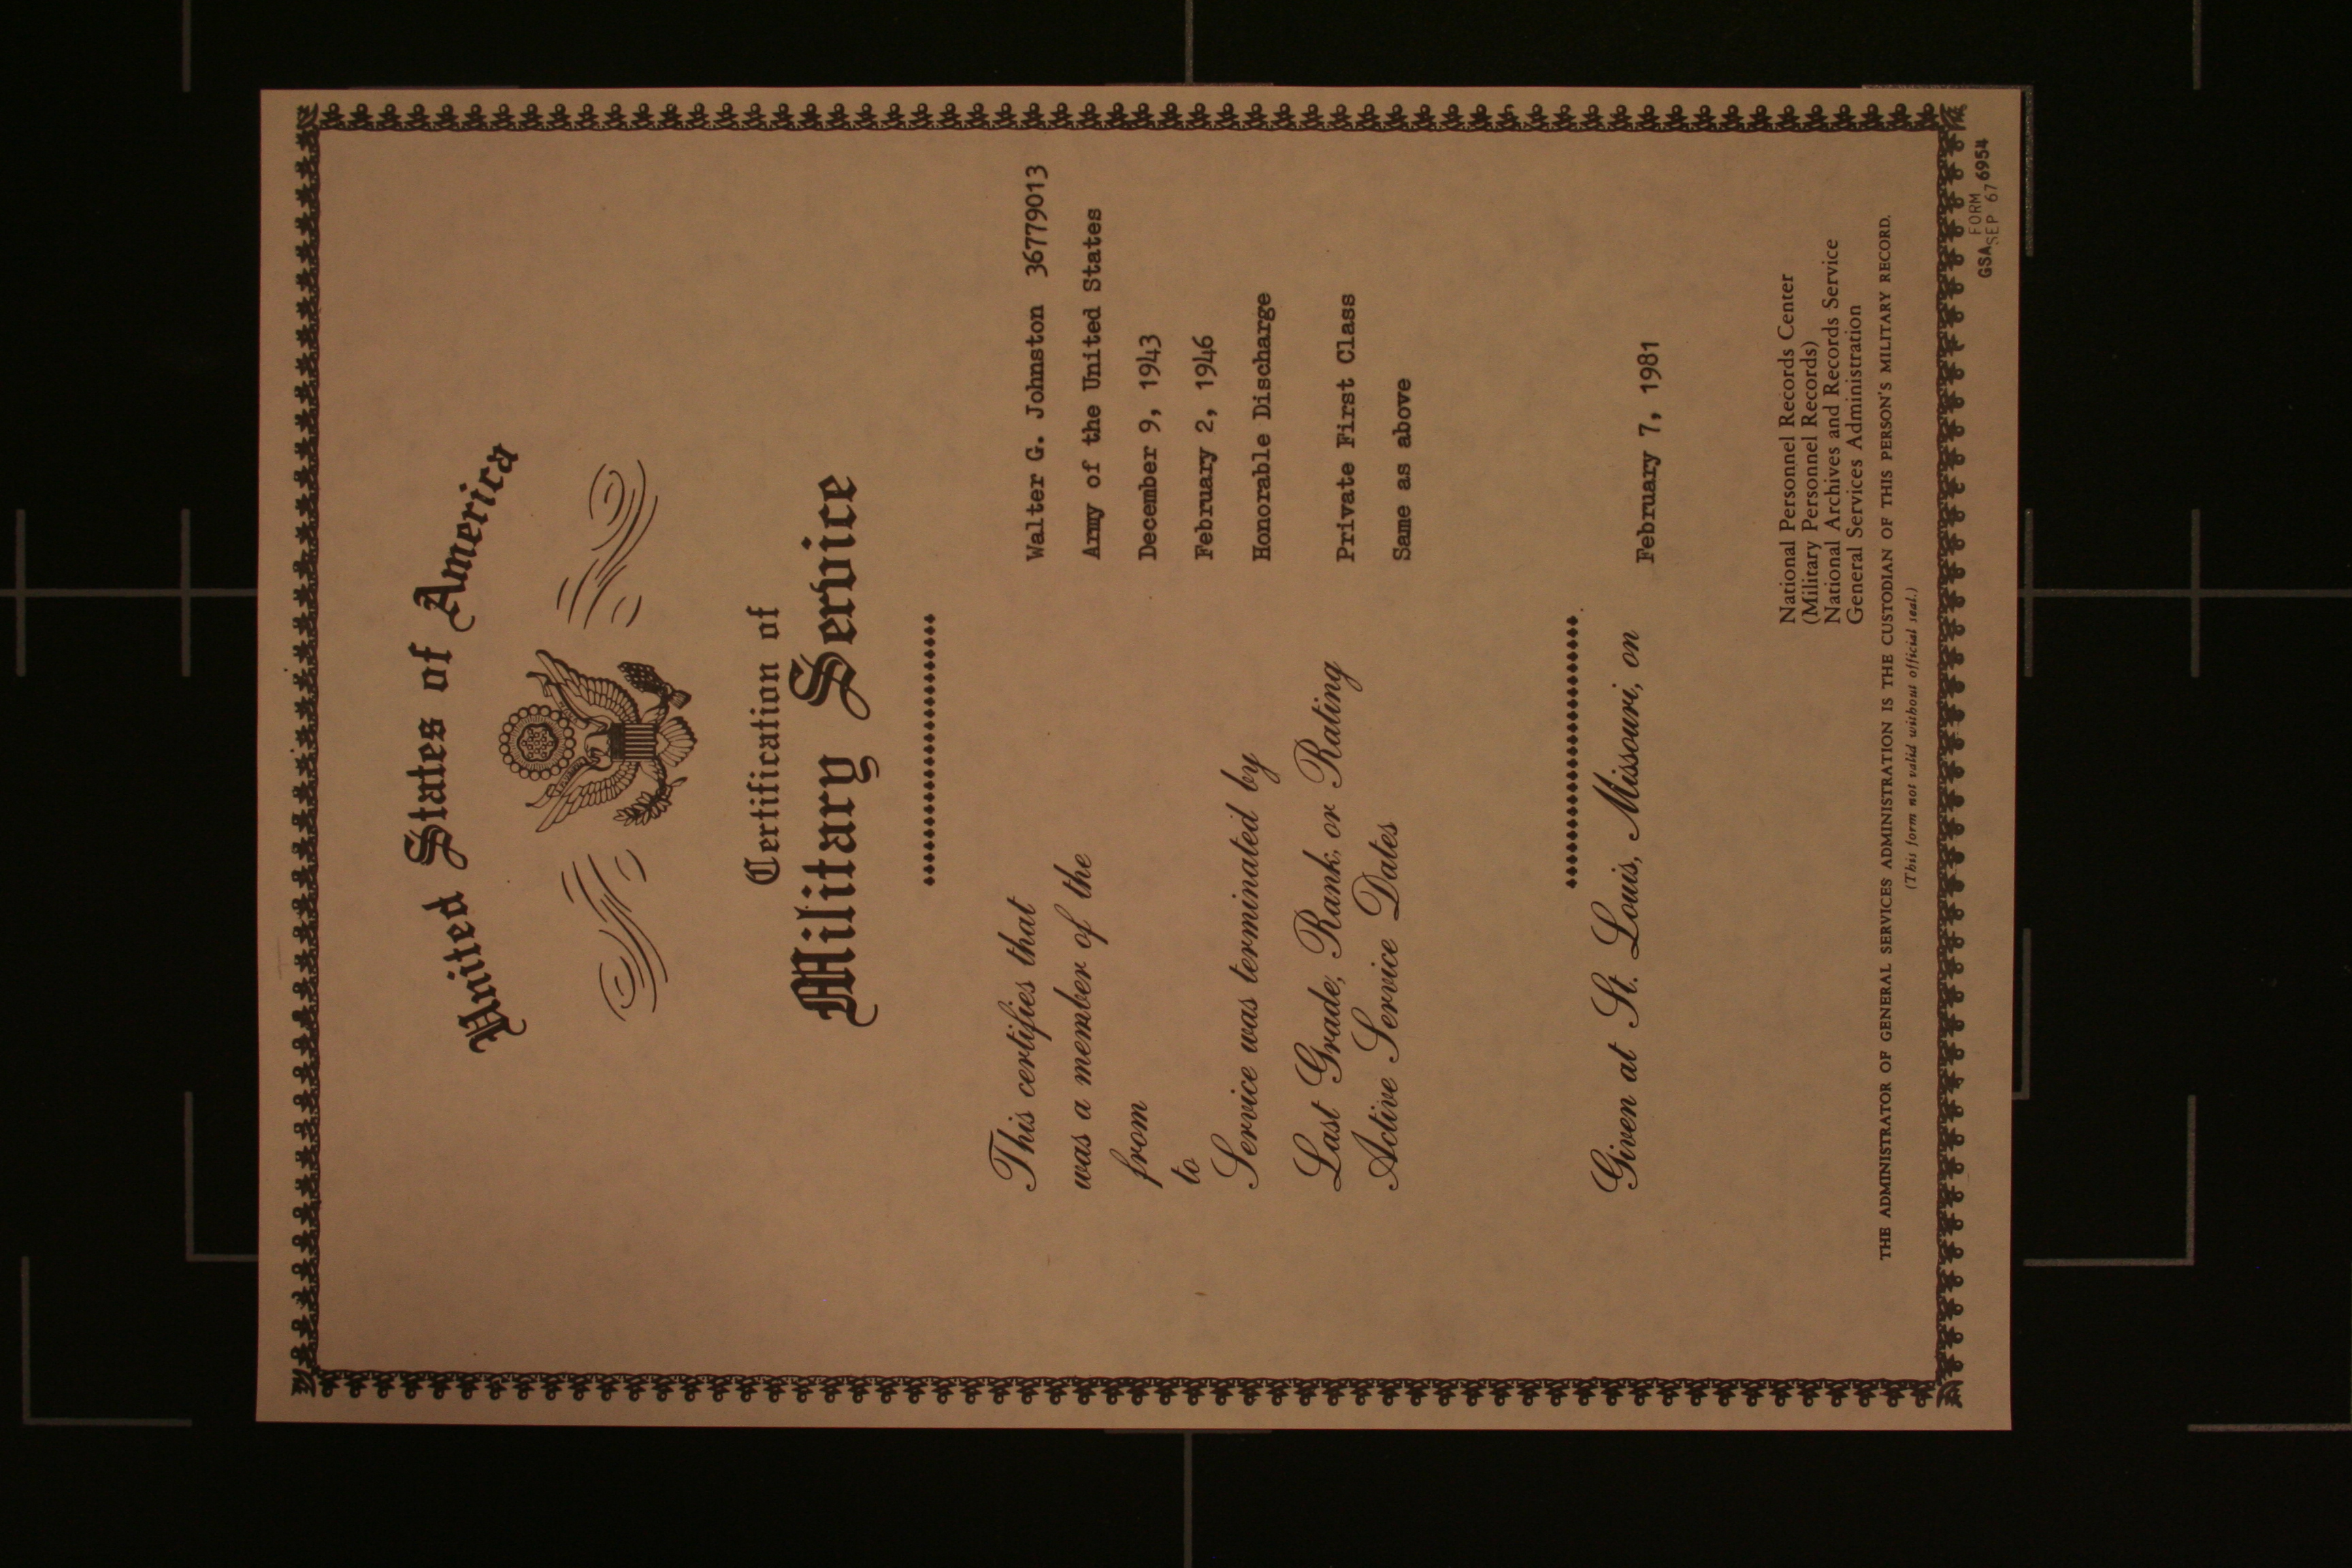 United States of America
Certification of
Military Service
This certifies that Walter G. Johnston 36779013
was a member of the Army of the United States
from December 9, 1943
to February 2, 1946
Service was terminated by Honorable Discharge
Last Grade, Rank, or Rating Private First Class
Active Service Dates Same as above
Given at St. Louis, Missouri, on February 7, 1981
National Personnel Records Center
(Military Personnel Records)
National Archives and Records Service
General Services Administration
THE ADMINISTRATOR OF GENERAL SERVICES ADMINISTRATION IS THE CUSTODIAN OF THIS PERSON'S MILITARY RECORD.
(This form not valid without official seal.)
GSA FORM SEP 67 6954